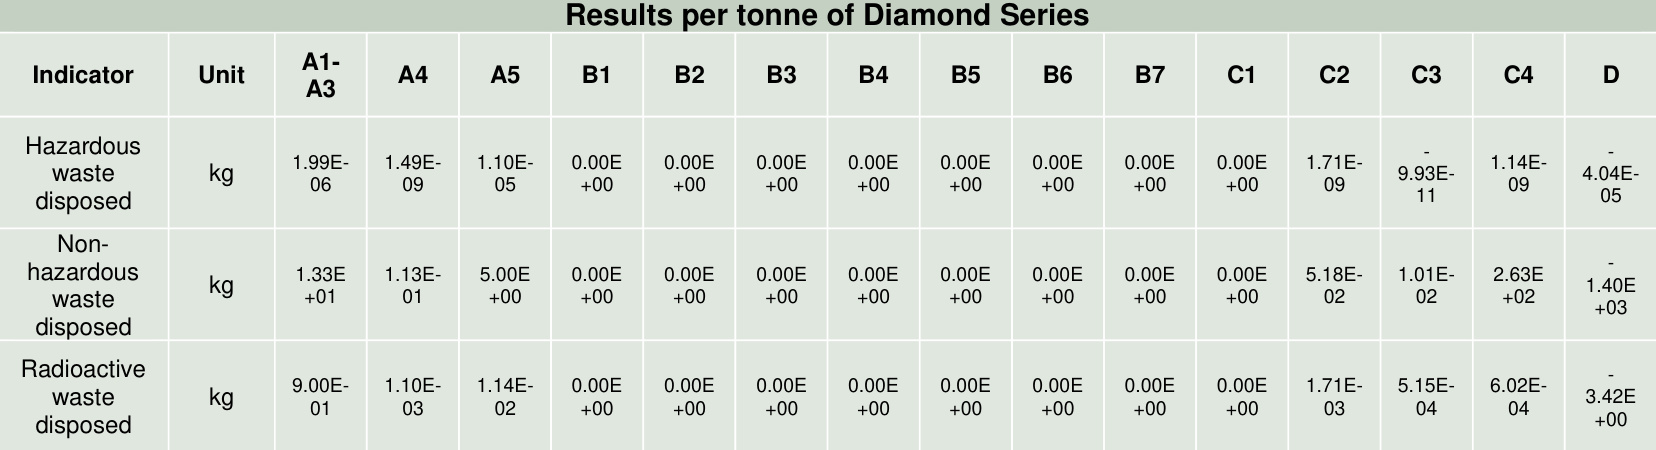 Results per tonne of Diamond Series
Indicator Unit A1-A3 A4 A5 B1 B2 B3 B4 B5 B6 B7 C1 C2 C3 C4 D
Hazardous waste disposed kg 1.99E-06 1.49E-09 1.10E-05 0.00E+00 0.00E+00 0.00E+00 0.00E+00 0.00E+00 0.00E+00 0.00E+00 0.00E+00 1.71E-09 -9.93E-11 1.14E-09 -4.04E-05
Non-hazardous waste disposed kg 1.33E+01 1.13E-01 5.00E+00 0.00E+00 0.00E+00 0.00E+00 0.00E+00 0.00E+00 0.00E+00 0.00E+00 0.00E+00 5.18E-02 1.01E-02 2.63E+02 -1.40E+03
Radioactive waste disposed kg 9.00E-01 1.10E-03 1.14E-02 0.00E+00 0.00E+00 0.00E+00 0.00E+00 0.00E+00 0.00E+00 0.00E+00 0.00E+00 1.71E-03 5.15E-04 6.02E-04 -3.42E+00